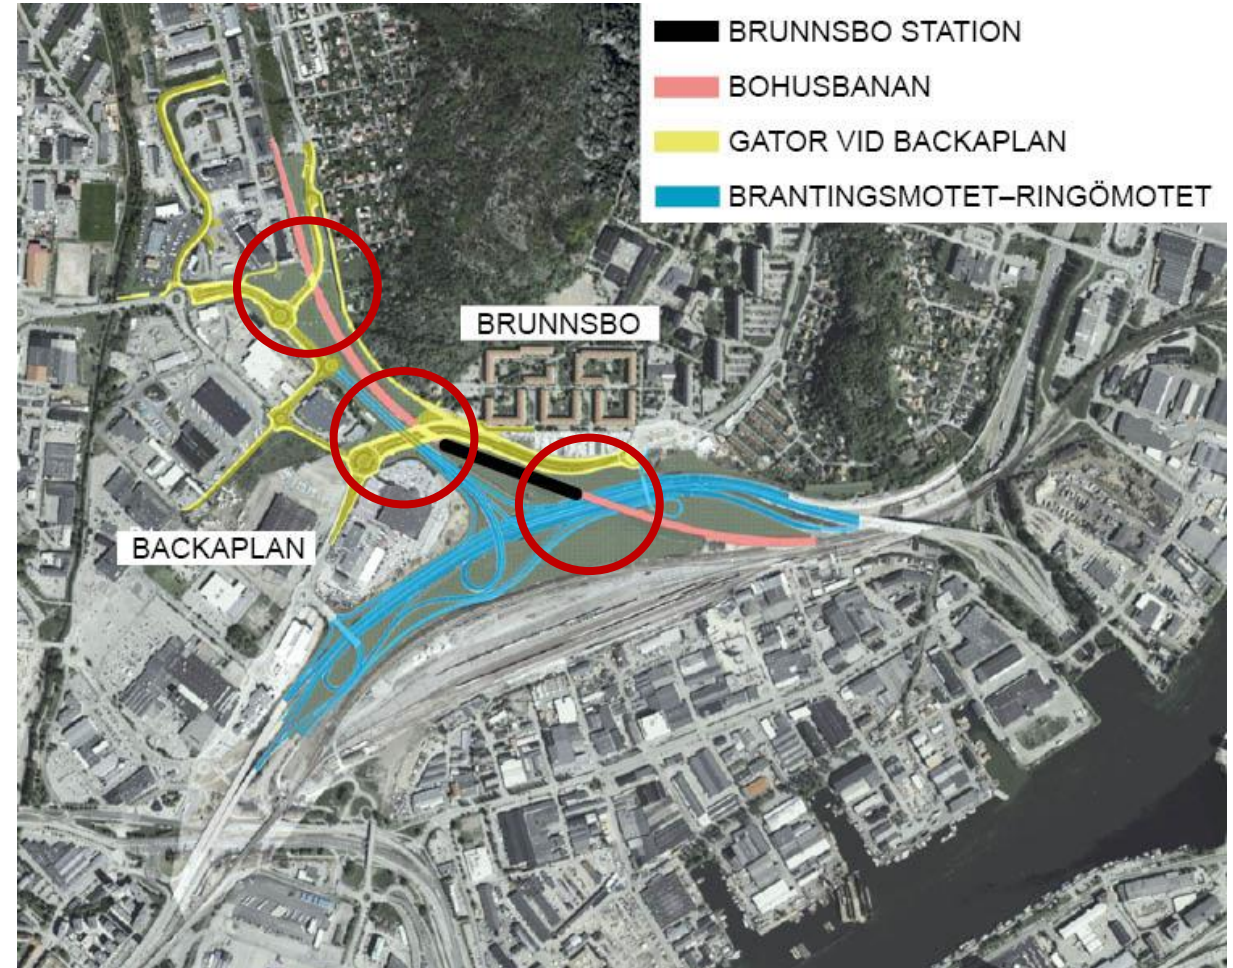 BRUNNSBO STATION
BOHUSBANAN
GATOR VID BACKAPLAN
BRANTINGSMOTET–RINGÖMOTET
BRUNNSBO
BACKAPLAN